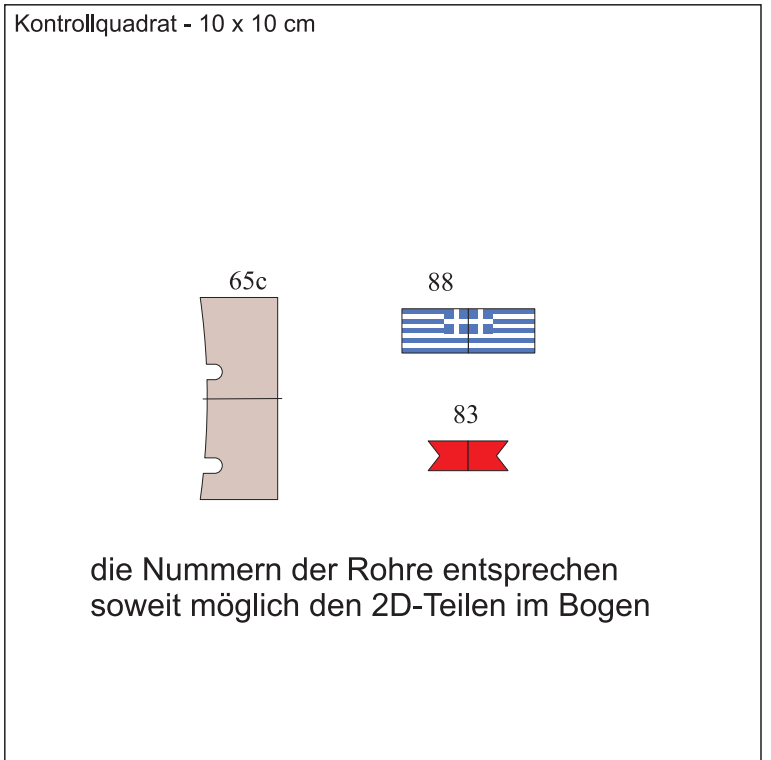 Kontrollquadrat - 10 x 10 cm
65c
88
83
die Nummern der Rohre entsprechen
soweit möglich den 2D-Teilen im Bogen